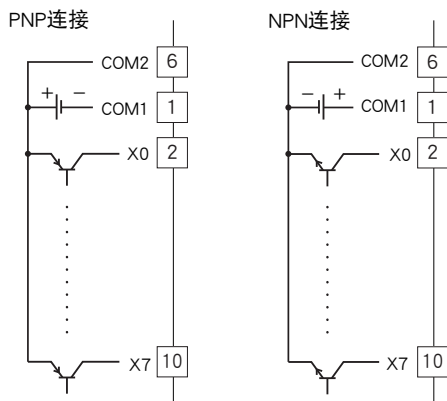 PNP连接
NPN连接
COM2 6
+ − COM1 1
X0 2
X7 10
COM2 6
− + COM1 1
X0 2
X7 10